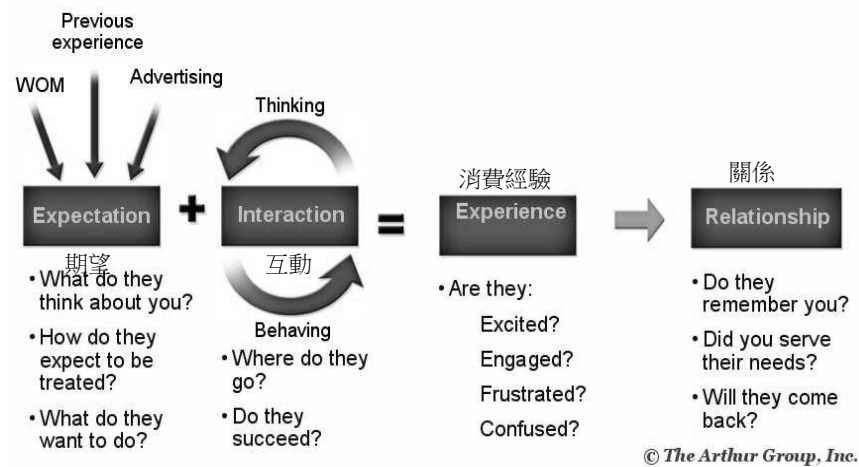 Previous
experience
WOM
Advertising
Thinking
Expectation
+
Interaction
=
消費經驗
Experience
關係
Relationship
期望
互動
Behaving
• What do they
think about you?
• How do they
expect to be
treated?
• What do they
want to do?
• Where do they
go?
• Do they
succeed?
• Are they:
Excited?
Engaged?
Frustrated?
Confused?
• Do they
remember you?
• Did you serve
their needs?
• Will they come
back?
© The Arthur Group, Inc.